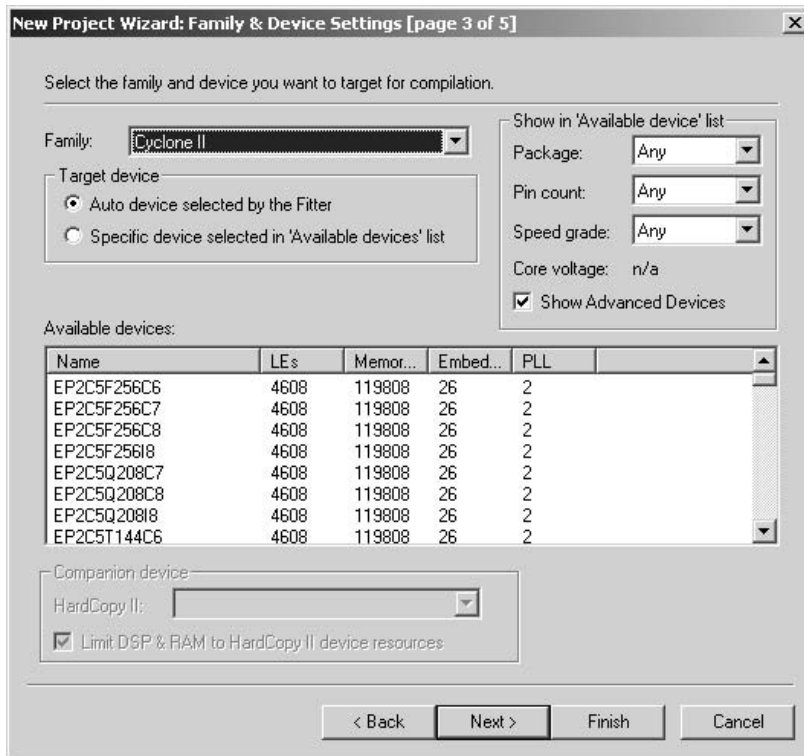 New Project Wizard: Family & Device Settings [page 3 of 5]
Select the family and device you want to target for compilation.
Family: Cyclone II
Target device
Auto device selected by the Fitter
Specific device selected in 'Available devices' list
Show in 'Available device' list
Package: Any
Pin count: Any
Speed grade: Any
Core voltage: n/a
Show Advanced Devices
Available devices:
Name LEs Memor... Embed... PLL
EP2C5F256C6 4608 119808 26 2
EP2C5F256C7 4608 119808 26 2
EP2C5F256C8 4608 119808 26 2
EP2C5F256I8 4608 119808 26 2
EP2C5Q208C7 4608 119808 26 2
EP2C5Q208C8 4608 119808 26 2
EP2C5Q208I8 4608 119808 26 2
EP2C5T144C6 4608 119808 26 2
Companion device
HardCopy II:
Limit DSP & RAM to HardCopy II device resources
< Back Next > Finish Cancel